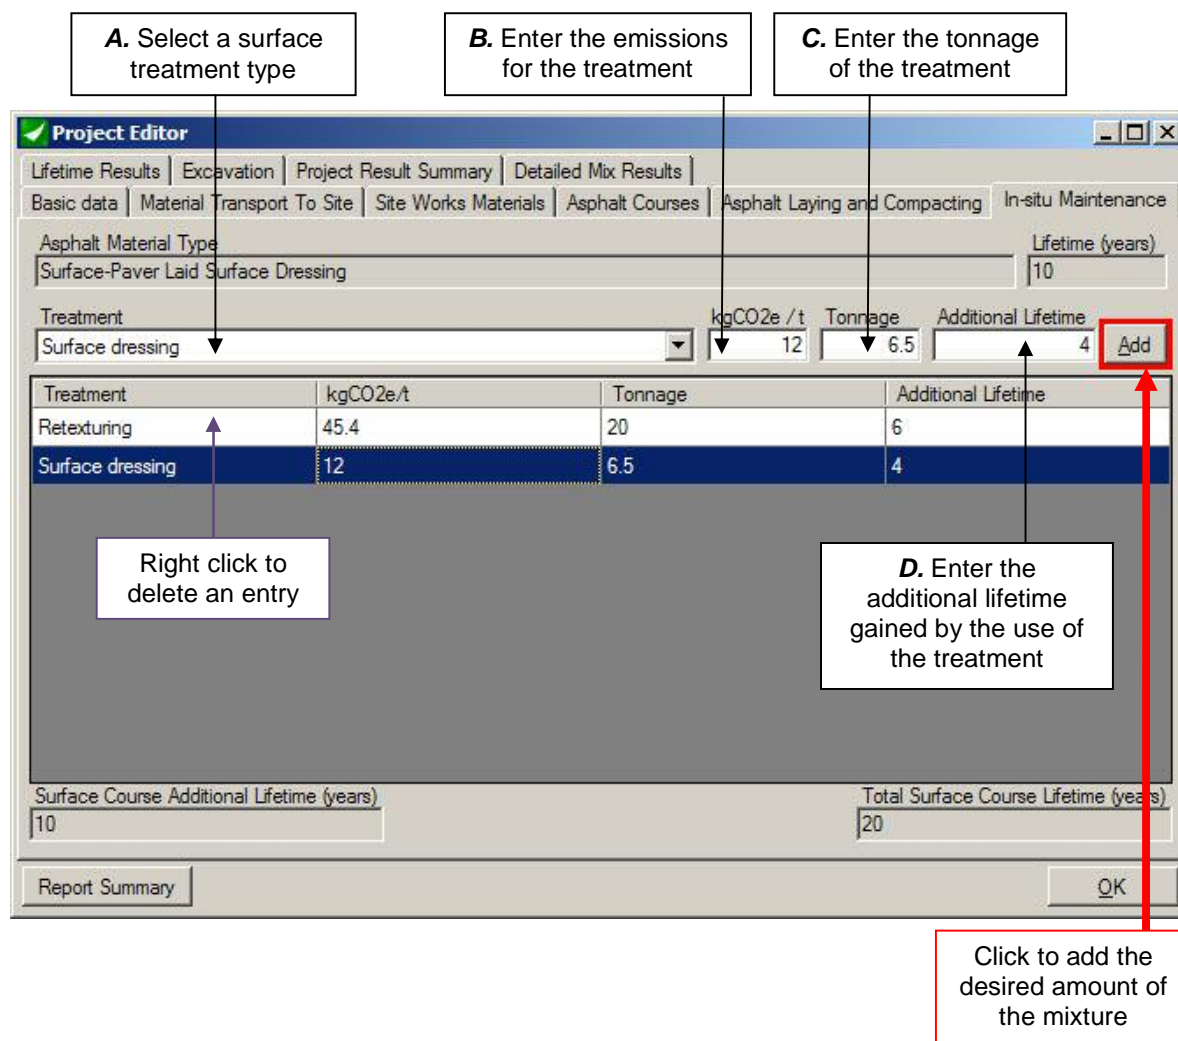 A. Select a surface
treatment type
B. Enter the emissions
for the treatment
C. Enter the tonnage
of the treatment
Project Editor
Lifetime Results Excavation Project Result Summary Detailed Mix Results
Basic data Material Transport To Site Site Works Materials Asphalt Courses Asphalt Laying and Compacting In-situ Maintenance
Asphalt Material Type Lifetime (years)
Surface-Paver Laid Surface Dressing 10
Treatment kgCO2e / t Tonnage Additional Lifetime
Surface dressing 12 6.5 4 Add
Treatment kgCO2e/t Tonnage Additional Lifetime
Retexturing 45.4 20 6
Surface dressing 12 6.5 4
Right click to
delete an entry
D. Enter the
additional lifetime
gained by the use of
the treatment
Surface Course Additional Lifetime (years) Total Surface Course Lifetime (years)
10 20
Report Summary OK
Click to add the
desired amount of
the mixture